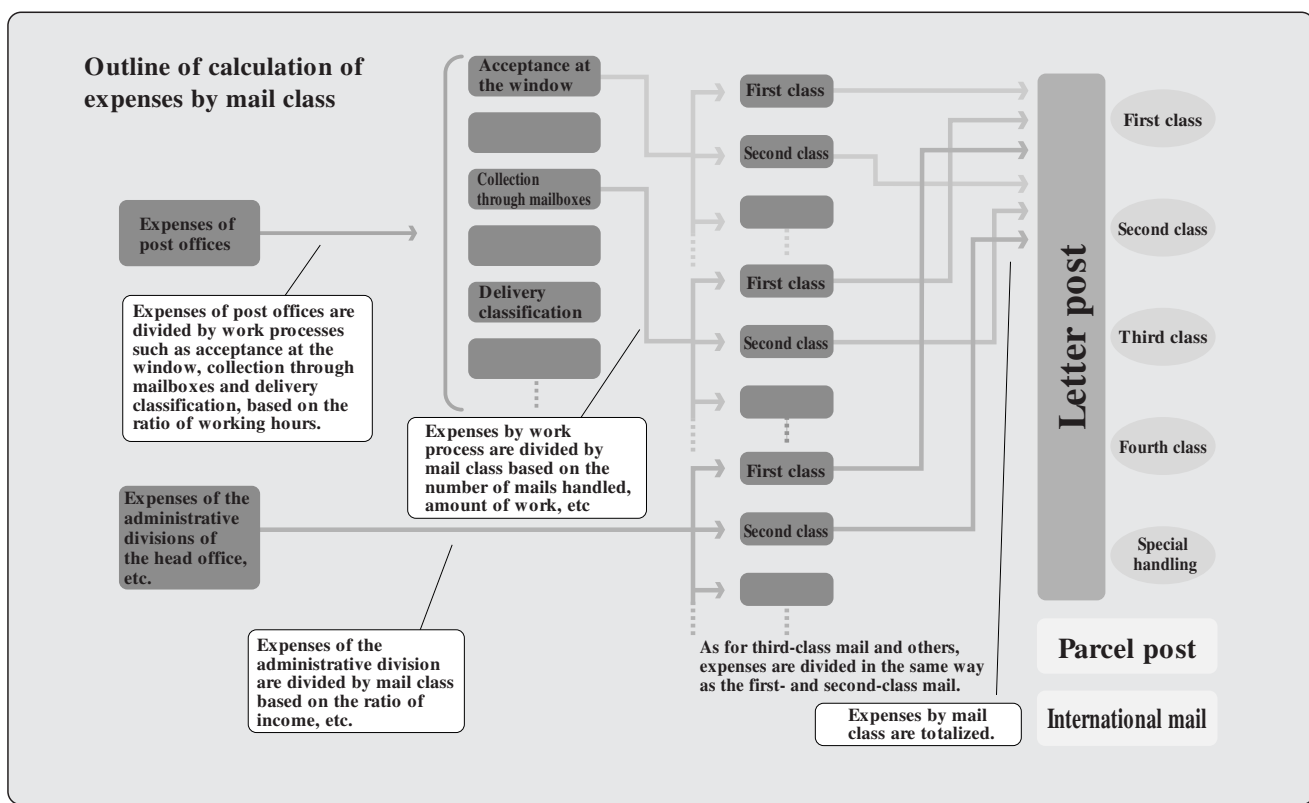 Outline of calculation of
expenses by mail class
Expenses of
post offices
Expenses of post offices are
divided by work processes
such as acceptance at the
window, collection through
mailboxes and delivery
classification, based on the
ratio of working hours.
Expenses of the
administrative
divisions of
the head office,
etc.
Expenses of the
administrative division
are divided by mail class
based on the ratio of
income, etc.
Acceptance at
the window
Collection
through mailboxes
Delivery
classification
Expenses by work
process are divided by
mail class based on the
number of mails handled,
amount of work, etc
First class
Second class
First class
Second class
First class
Second class
As for third-class mail and others,
expenses are divided in the same way
as the first- and second-class mail.
Expenses by mail
class are totalized.
Letter post
First class
Second class
Third class
Fourth class
Special
handling
Parcel post
International mail